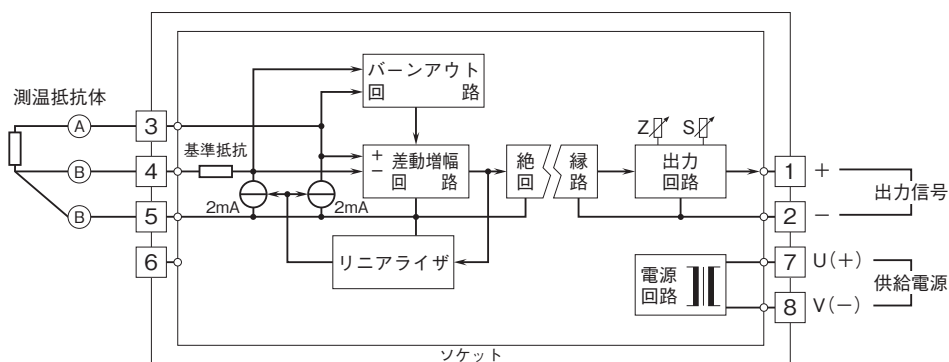 バーンアウト
回　　　路
測温抵抗体
A
3
Z
S
基準抵抗
B
4
+
−
差動増幅
回　　路
絶
回
縁
路
出力
回路
1
+
出力信号
2mA
2mA
B
5
2
−
6
リニアライザ
電源
回路
7
U(+)
供給電源
8
V(−)
ソケット